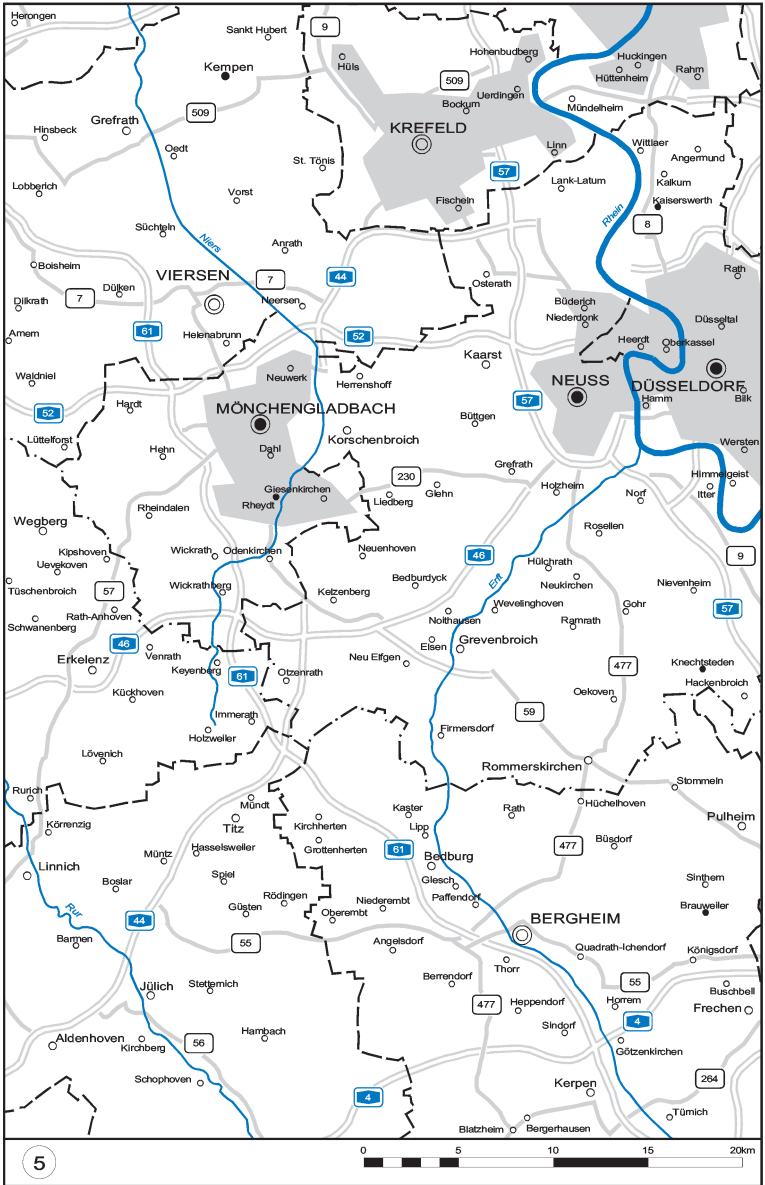 Herongen
Sankt Hubert
9
Hohenbudberg
Huckingen
Hüls
Kempen
Hüttenheim
Rahm
509
Uerdingen
Bockum
Mündelheim
509
Grefrath
KREFELD
Hinsbeck
Oedt
Linn
Wittlaer
Angermund
St. Tönis
57
Lank-Latum
Kalkum
Lobberich
Vorst
Kaiserswerth
Fischeln
Rhein
8
Süchteln
Niers
Anrath
Boisheim
VIERSEN
7
44
Rath
Osterath
Dülken
7
Neersen
Büderich
Dilkrath
Niederdonk
Düsseltal
Amern
61
Helenabrunn
52
Heerdt
Oberkassel
Kaarst
Waldniel
Neuwerk
Herrenshoff
NEUSS
DÜSSELDORF
Bilk
52
Hardt
MÖNCHENGLADBACH
57
Hamm
Büttgen
Lüttelforst
Korschenbroich
Hehn
Dahl
Wersten
Grefrath
230
Himmelgeist
Giesenkirchen
Glehn
Holzheim
Itter
Liedberg
Norf
Rheydt
Rheindalen
Wegberg
Rosellen
Kipshoven
Wickrath
Odenkirchen
Neuenhoven
46
9
Uevekoven
Hülchrath
Erft
Tüschenbroich
57
Wickrathberg
Bedburdyck
Neukirchen
Nievenheim
Kelzenberg
Wevelinghoven
57
Rath-Anhoven
Nolthausen
Gohr
Schwanenberg
Ramrath
46
Elsen
Grevenbroich
Venrath
Neu Elfgen
Erkelenz
Keyenberg
61
Otzenrath
477
Knechtsteden
Hackenbroich
Kückhoven
Oekoven
Immerath
59
Holzweiler
Firmersdorf
Lövenich
Rommerskirchen
Stommeln
Rurich
Mündt
Kaster
Rath
Hüchelhoven
Körrenzig
Titz
Kirchherten
Lipp
Pulheim
Hasselsweiler
Grottenherten
61
477
Büsdorf
Müntz
Bedburg
Linnich
Spiel
Glesch
Sinthern
Boslar
Rödingen
Paffendorf
Rur
Güsten
Niederembt
Brauweiler
44
Oberembt
BERGHEIM
Barmen
55
Angelsdorf
Quadrath-Ichendorf
Königsdorf
Thorr
Jülich
Stetternich
Berrendorf
55
Buschbell
477
Heppendorf
Horrem
Frechen
4
Aldenhoven
Hambach
Sindorf
Kirchberg
56
Götzenkirchen
Schophoven
Kerpen
264
4
Türnich
Blatzheim
Bergerhausen
5
0 5 10 15 20km